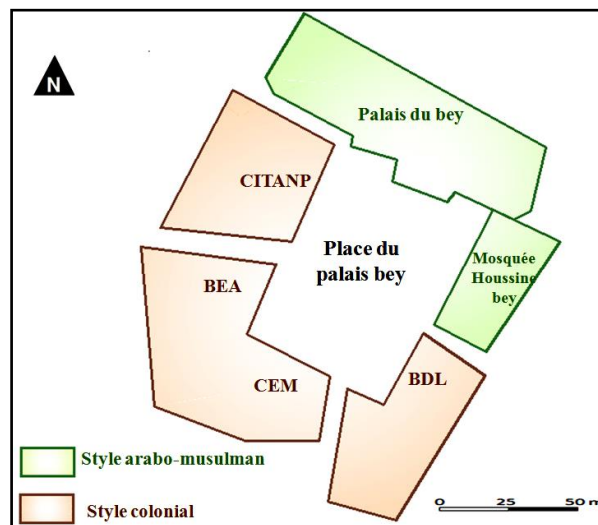 N
Palais du bey
CITANP
Place du
palais bey
Mosquée
Houssine
bey
BEA
CEM
BDL
Style arabo-musulman
Style colonial
0 25 50 m